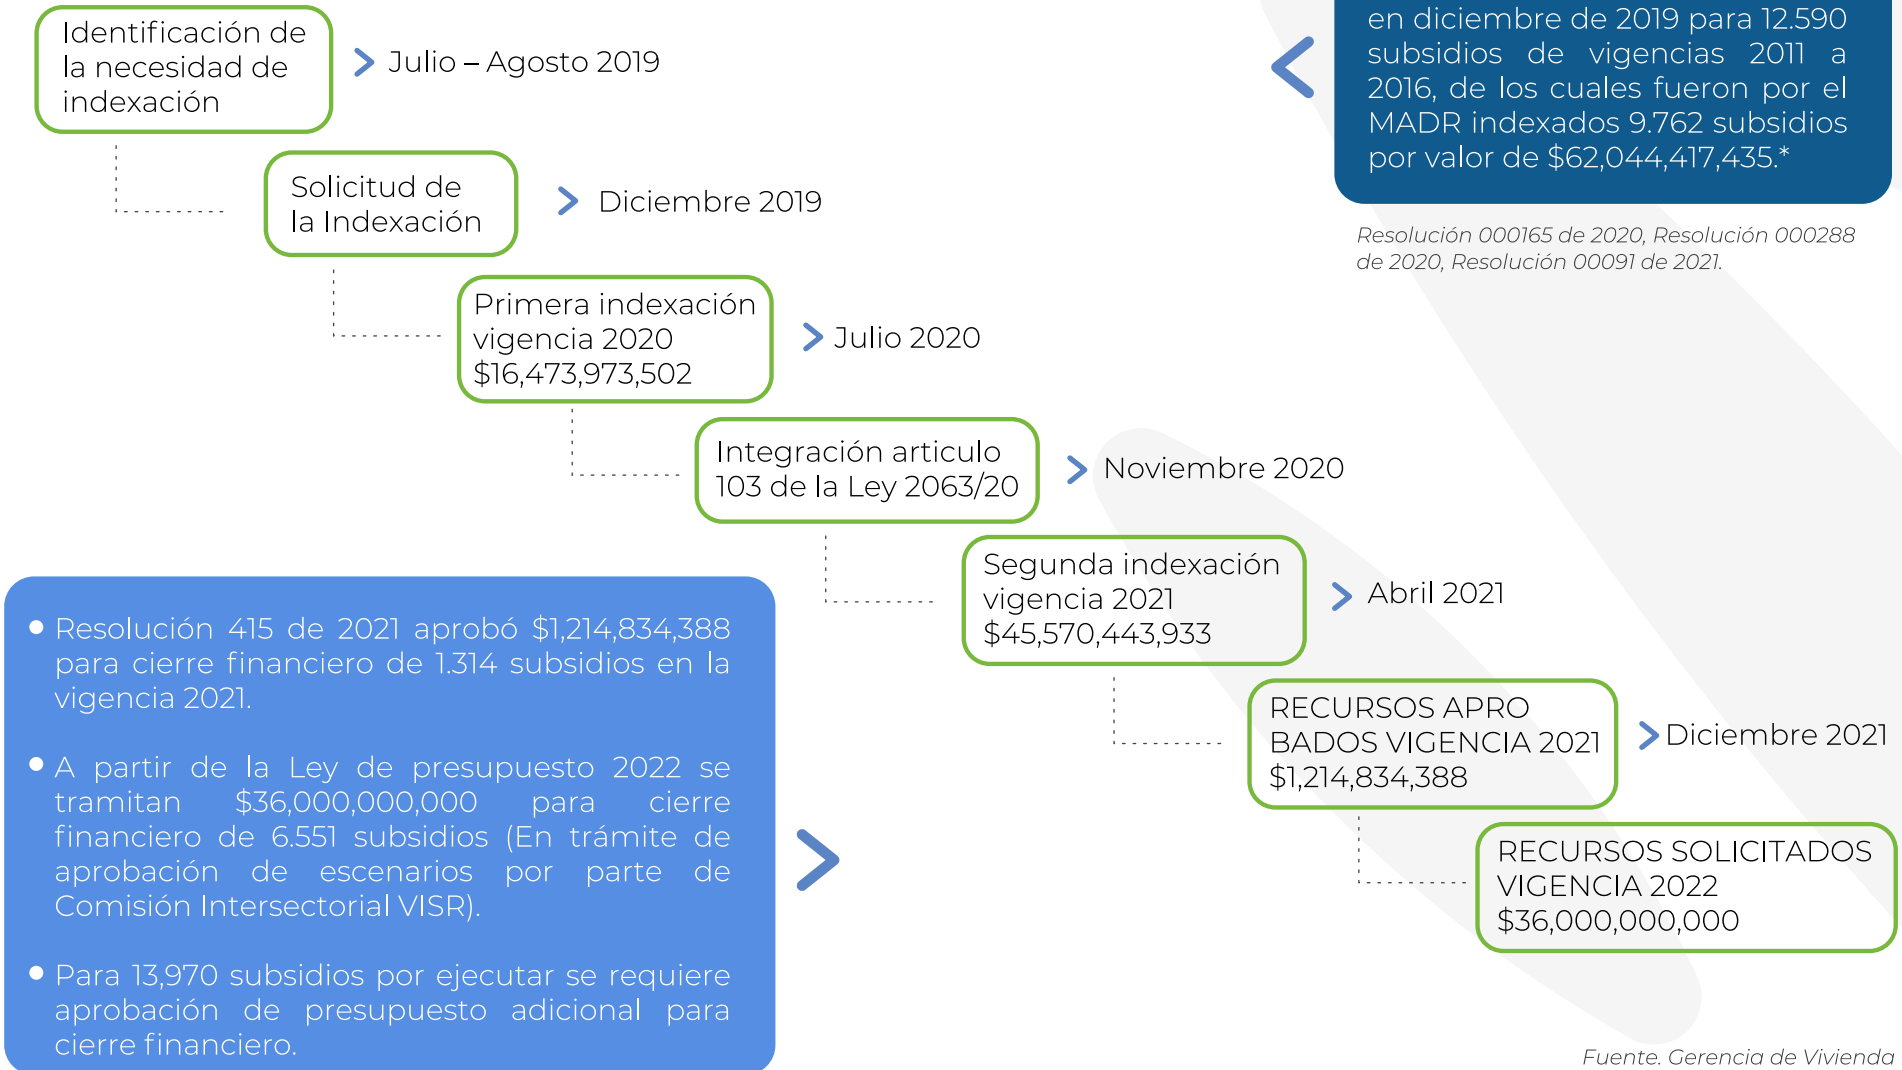 Identificación de
la necesidad de
indexación
Julio – Agosto 2019
en diciembre de 2019 para 12.590
subsidios de vigencias 2011 a
2016, de los cuales fueron por el
MADR indexados 9.762 subsidios
por valor de $62,044,417,435.*
Resolución 000165 de 2020, Resolución 000288
de 2020, Resolución 00091 de 2021.
Solicitud de
la Indexación
Diciembre 2019
Primera indexación
vigencia 2020
$16,473,973,502
Julio 2020
Integración articulo
103 de la Ley 2063/20
Noviembre 2020
Segunda indexación
vigencia 2021
$45,570,443,933
Abril 2021
RECURSOS APRO
BADOS VIGENCIA 2021
$1,214,834,388
Diciembre 2021
RECURSOS SOLICITADOS
VIGENCIA 2022
$36,000,000,000
• Resolución 415 de 2021 aprobó $1,214,834,388
para cierre financiero de 1.314 subsidios en la
vigencia 2021.
• A partir de la Ley de presupuesto 2022 se
tramitan $36,000,000,000 para cierre
financiero de 6.551 subsidios (En trámite de
aprobación de escenarios por parte de
Comisión Intersectorial VISR).
• Para 13,970 subsidios por ejecutar se requiere
aprobación de presupuesto adicional para
cierre financiero.
Fuente. Gerencia de Vivienda